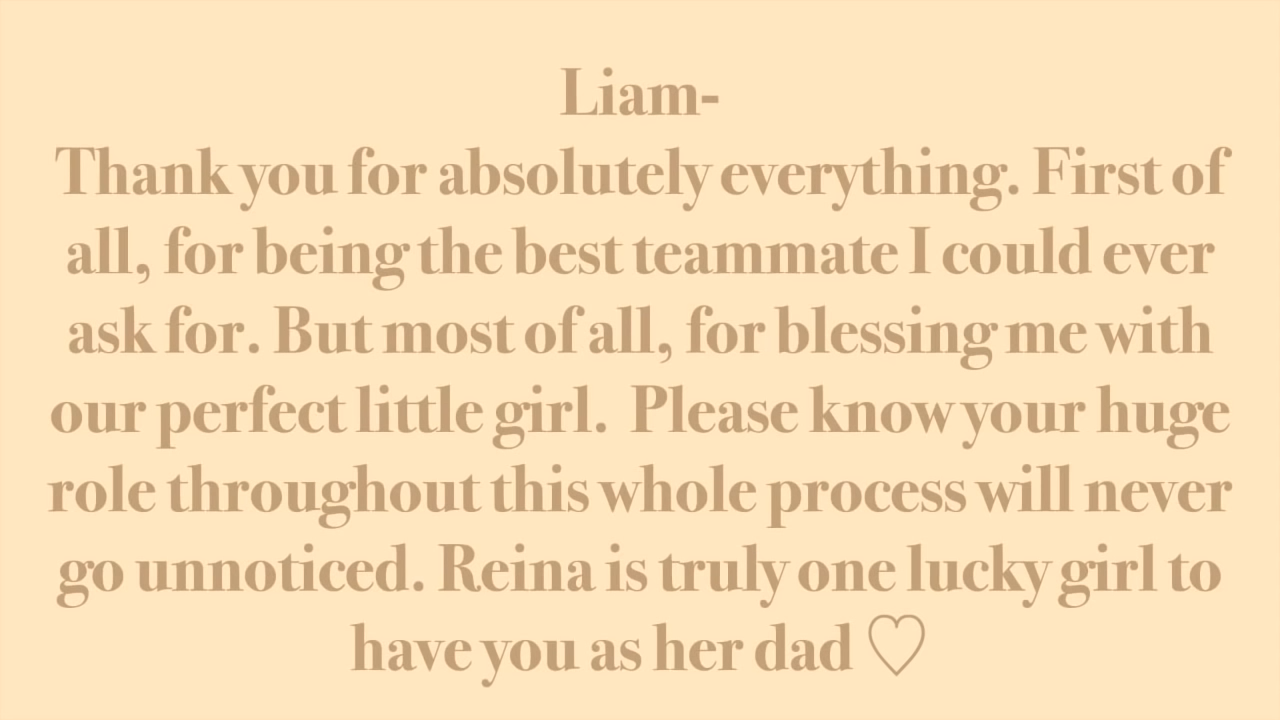 Liam-
Thank you for absolutely everything. First of
all, for being the best teammate I could ever
ask for. But most of all, for blessing me with
our perfect little girl.  Please know your huge
role throughout this whole process will never
go unnoticed. Reina is truly one lucky girl to
have you as her dad ♡